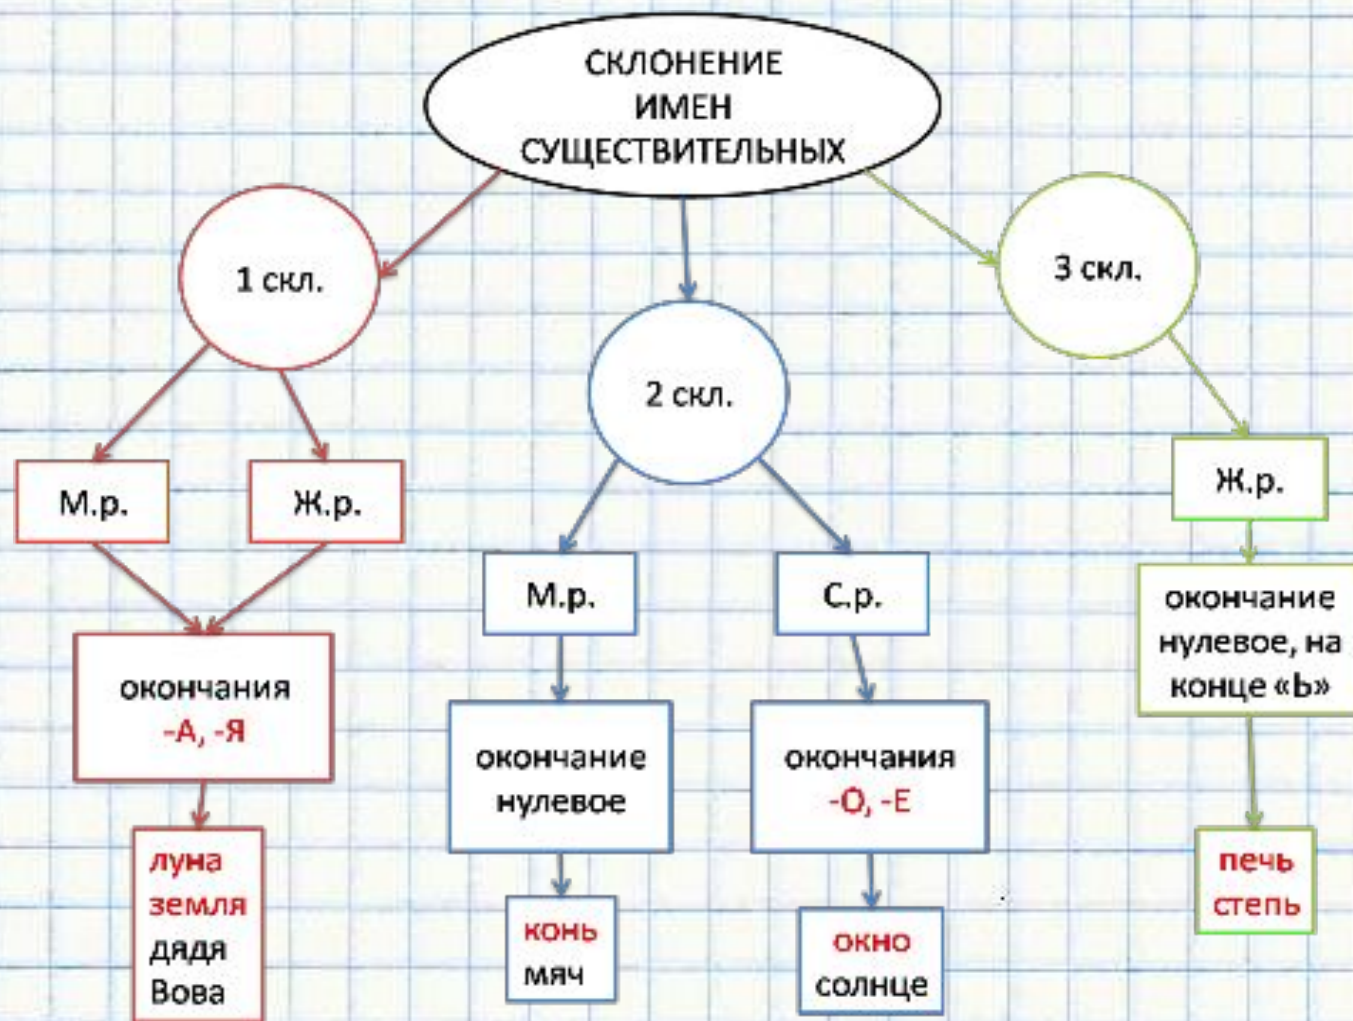 СКЛОНЕНИЕ
ИМЕН
СУЩЕСТВИТЕЛЬНЫХ
1 скл.
М.р.
Ж.р.
окончания
-А, -Я
луна
земля
дядя
Вова
2 скл.
М.р.
окончание
нулевое
конь
мяч
С.р.
окончания
-О, -Е
окно
солнце
3 скл.
Ж.р.
окончание
нулевое, на
конце «Ь»
печь
степь